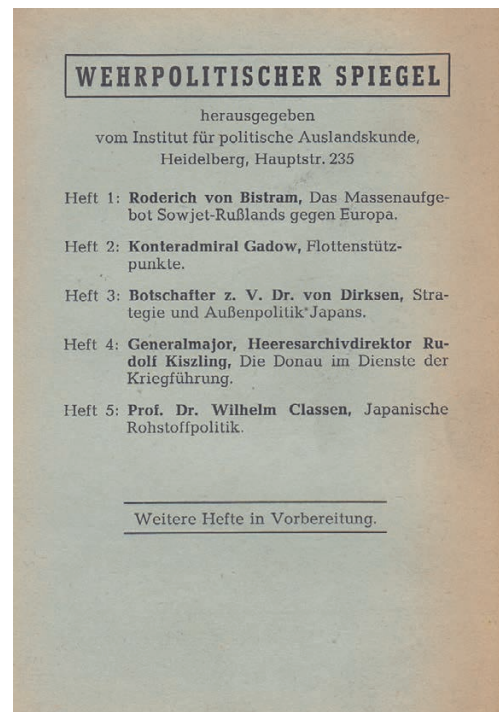 WEHRPOLITISCHER SPIEGEL
herausgegeben
vom Institut für politische Auslandskunde,
Heidelberg, Hauptstr. 235
Heft 1: Roderich von Bistram, Das Massenaufge-
bot Sowjet-Rußlands gegen Europa.
Heft 2: Konteradmiral Gadow, Flottenstütz-
punkte.
Heft 3: Botschafter z. V. Dr. von Dirksen, Stra-
tegie und Außenpolitik Japans.
Heft 4: Generalmajor, Heeresarchivdirektor Ru-
dolf Kiszling, Die Donau im Dienste der
Kriegführung.
Heft 5: Prof. Dr. Wilhelm Classen, Japanische
Rohstoffpolitik.
Weitere Hefte in Vorbereitung.